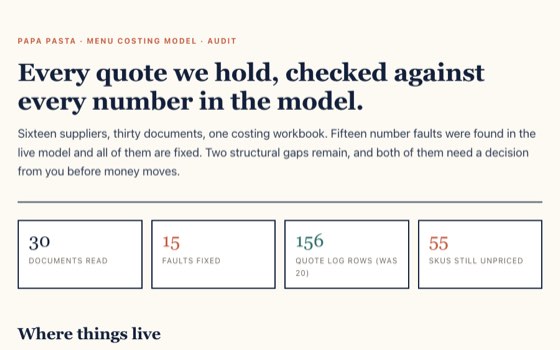 PAPA PASTA · MENU COSTING MODEL · AUDIT
Every quote we hold, checked against
every number in the model.
Sixteen suppliers, thirty documents, one costing workbook. Fifteen number faults were found in the
live model and all of them are fixed. Two structural gaps remain, and both of them need a decision
from you before money moves.
30
DOCUMENTS READ
15
FAULTS FIXED
156
QUOTE LOG ROWS (WAS
20)
55
SKUS STILL UNPRICED
Where things live